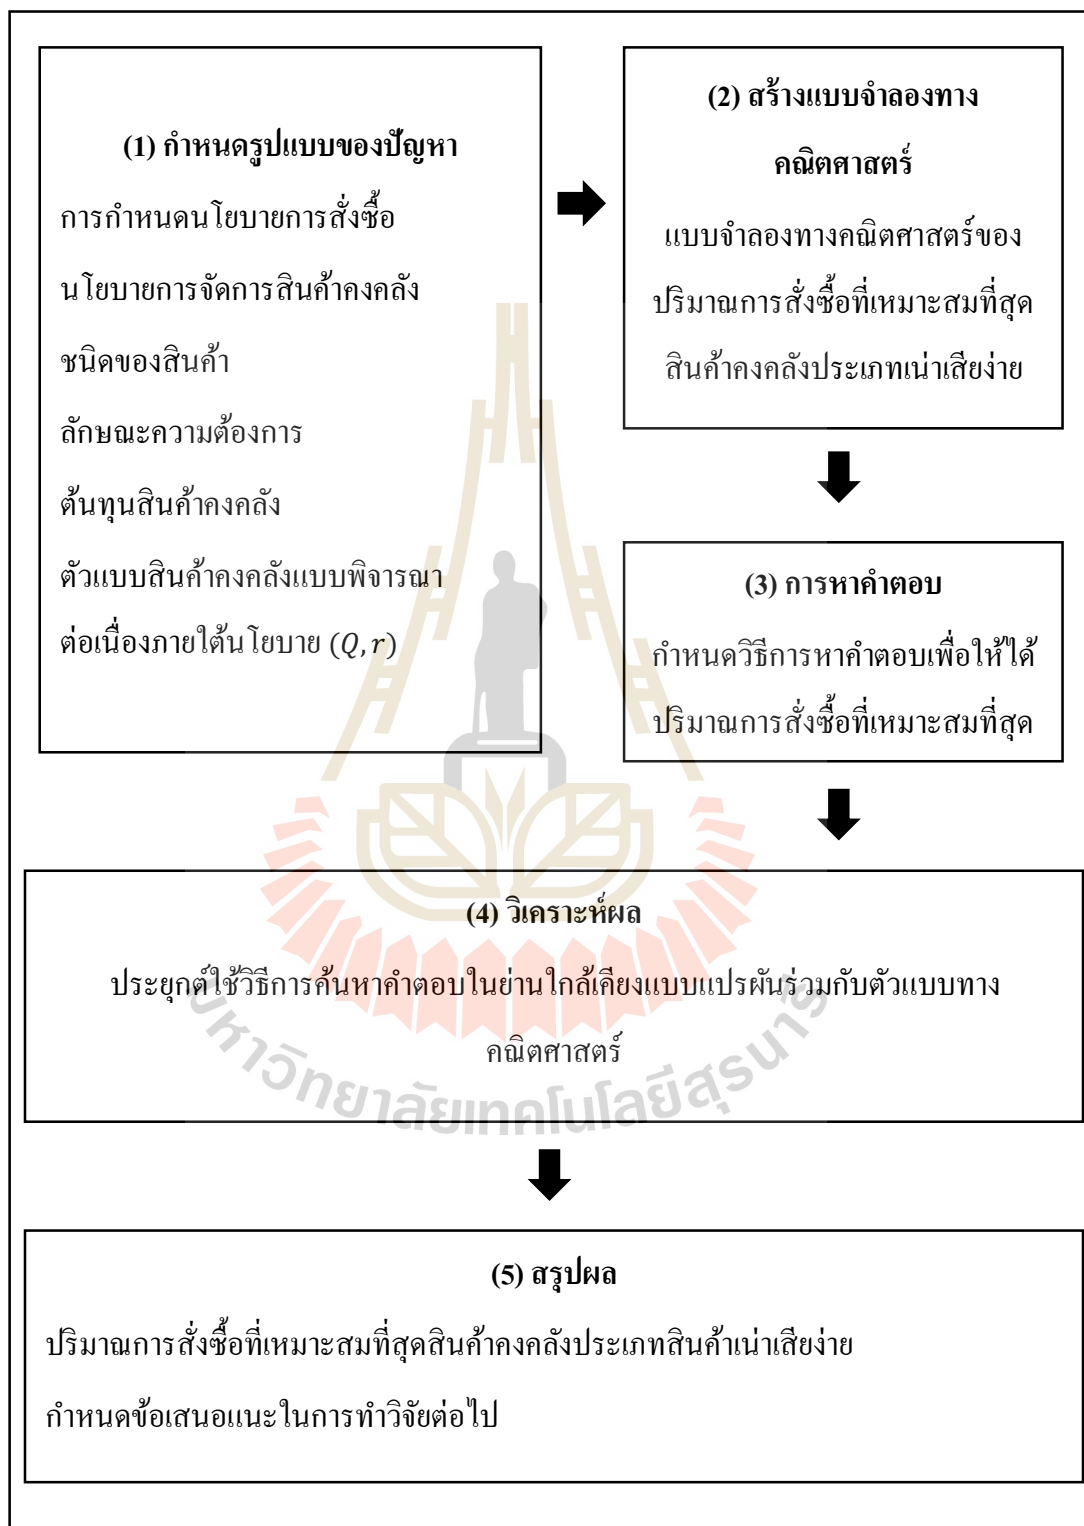 (1) กำหนดรูปแบบของปัญหา
การกำหนดนโยบายการสั่งซื้อ
นโยบายการจัดการสินค้าคงคลัง
ชนิดของสินค้า
ลักษณะความต้องการ
ต้นทุนสินค้าคงคลัง
ตัวแบบสินค้าคงคลังแบบพิจารณา
ต่อเนื่องภายใต้นโยบาย (Q, r)
(2) สร้างแบบจำลองทาง
คณิตศาสตร์
แบบจำลองทางคณิตศาสตร์ของ
ปริมาณการสั่งซื้อที่เหมาะสมที่สุด
สินค้าคงคลังประเภทเน่าเสียง่าย
(3) การหาคำตอบ
กำหนดวิธีการหาคำตอบเพื่อให้ได้
ปริมาณการสั่งซื้อที่เหมาะสมที่สุด
(4) วิเคราะห์ผล
ประยุกต์ใช้วิธีการค้นหาคำตอบในย่านใกล้เคียงแบบแปรผันร่วมกับตัวแบบทาง
คณิตศาสตร์
มหาวิทยาลัยเทคโนโลยีสุรนารี
(5) สรุปผล
ปริมาณการสั่งซื้อที่เหมาะสมที่สุดสินค้าคงคลังประเภทสินค้าเน่าเสียง่าย
กำหนดข้อเสนอแนะในการทำวิจัยต่อไป